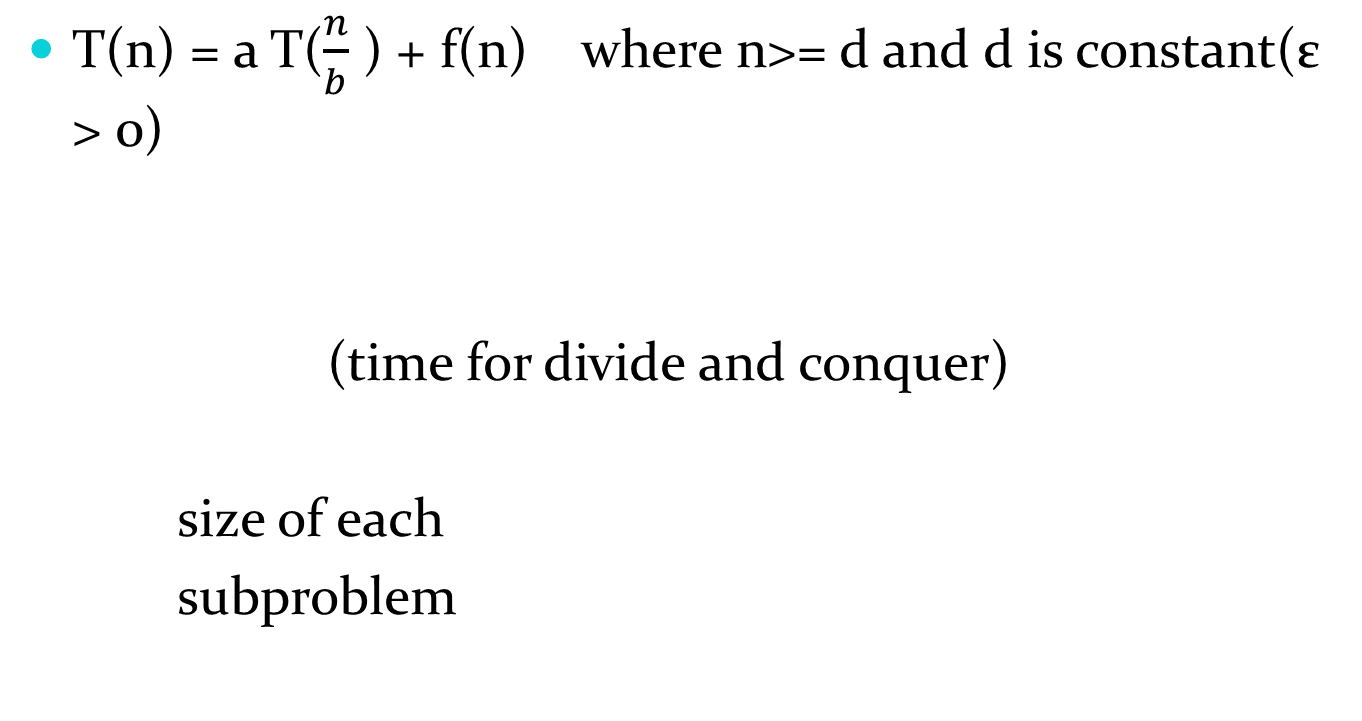 • T(n) = a T(n/b ) + f(n) where n>= d and d is constant(ε
> 0)
(time for divide and conquer)
size of each
subproblem